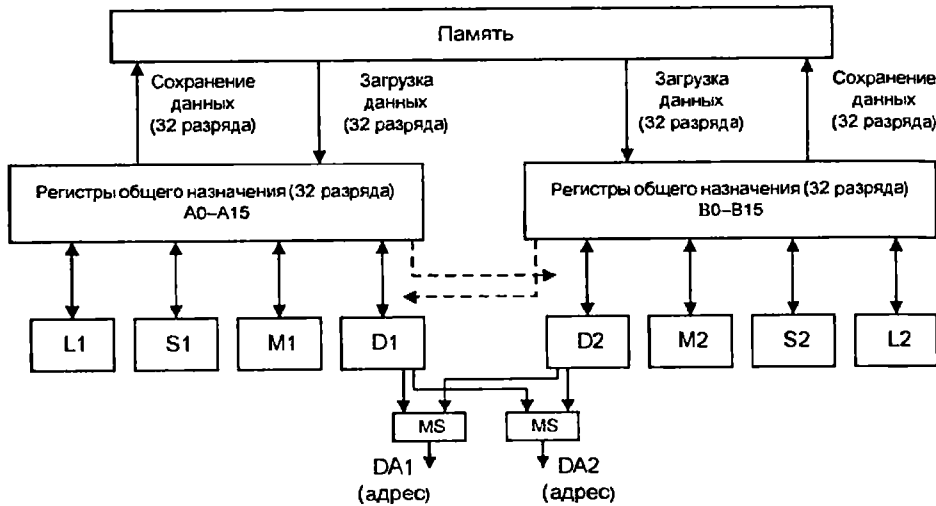 Память
Сохранение
данных
(32 разряда)
Загрузка
данных
(32 разряда)
Загрузка
данных
(32 разряда)
Сохранение
данных
(32 разряда)
Регистры общего назначения (32 разряда)
A0–A15
Регистры общего назначения (32 разряда)
B0–B15
L1
S1
M1
D1
D2
M2
S2
L2
MS
MS
DA1
(адрес)
DA2
(адрес)